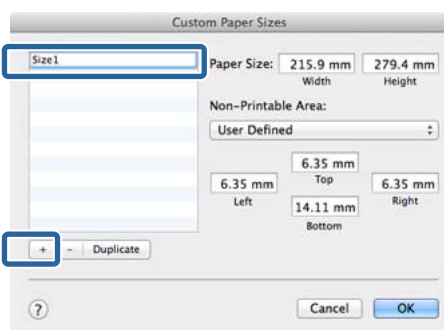 Custom Paper Sizes
Size1
Paper Size: 215.9 mm 279.4 mm
Width Height
Non-Printable Area:
User Defined
6.35 mm
Top
6.35 mm 6.35 mm
Left Right
14.11 mm
Bottom
+ - Duplicate
? Cancel OK